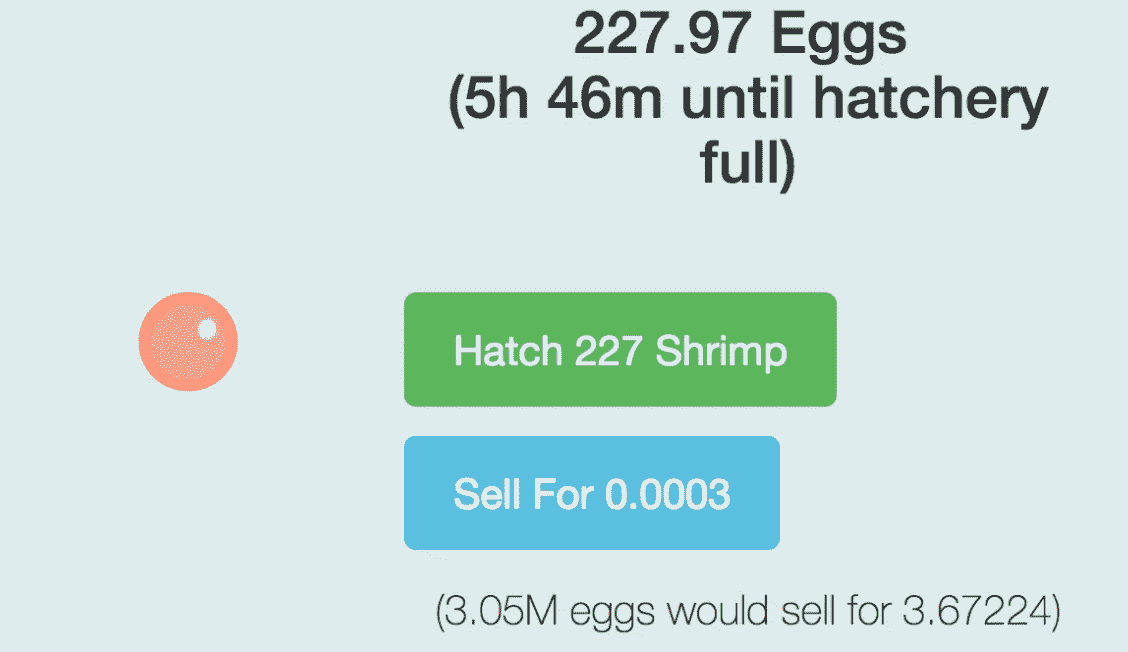 227.97 Eggs
(5h 46m until hatchery
full)
Hatch 227 Shrimp
Sell For 0.0003
(3.05M eggs would sell for 3.67224)